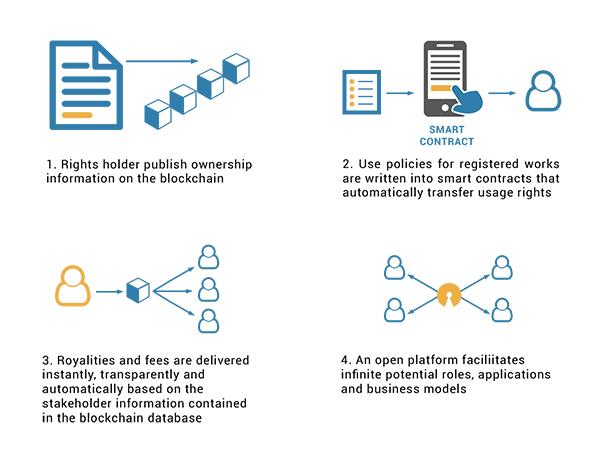 1. Rights holder publish ownership
information on the blockchain
SMART
CONTRACT
2. Use policies for registered works
are written into smart contracts that
automatically transfer usage rights
3. Royalities and fees are delivered
instantly, transparently and
automatically based on the
stakeholder information contained
in the blockchain database
4. An open platform faciliitates
infinite potential roles, applications
and business models